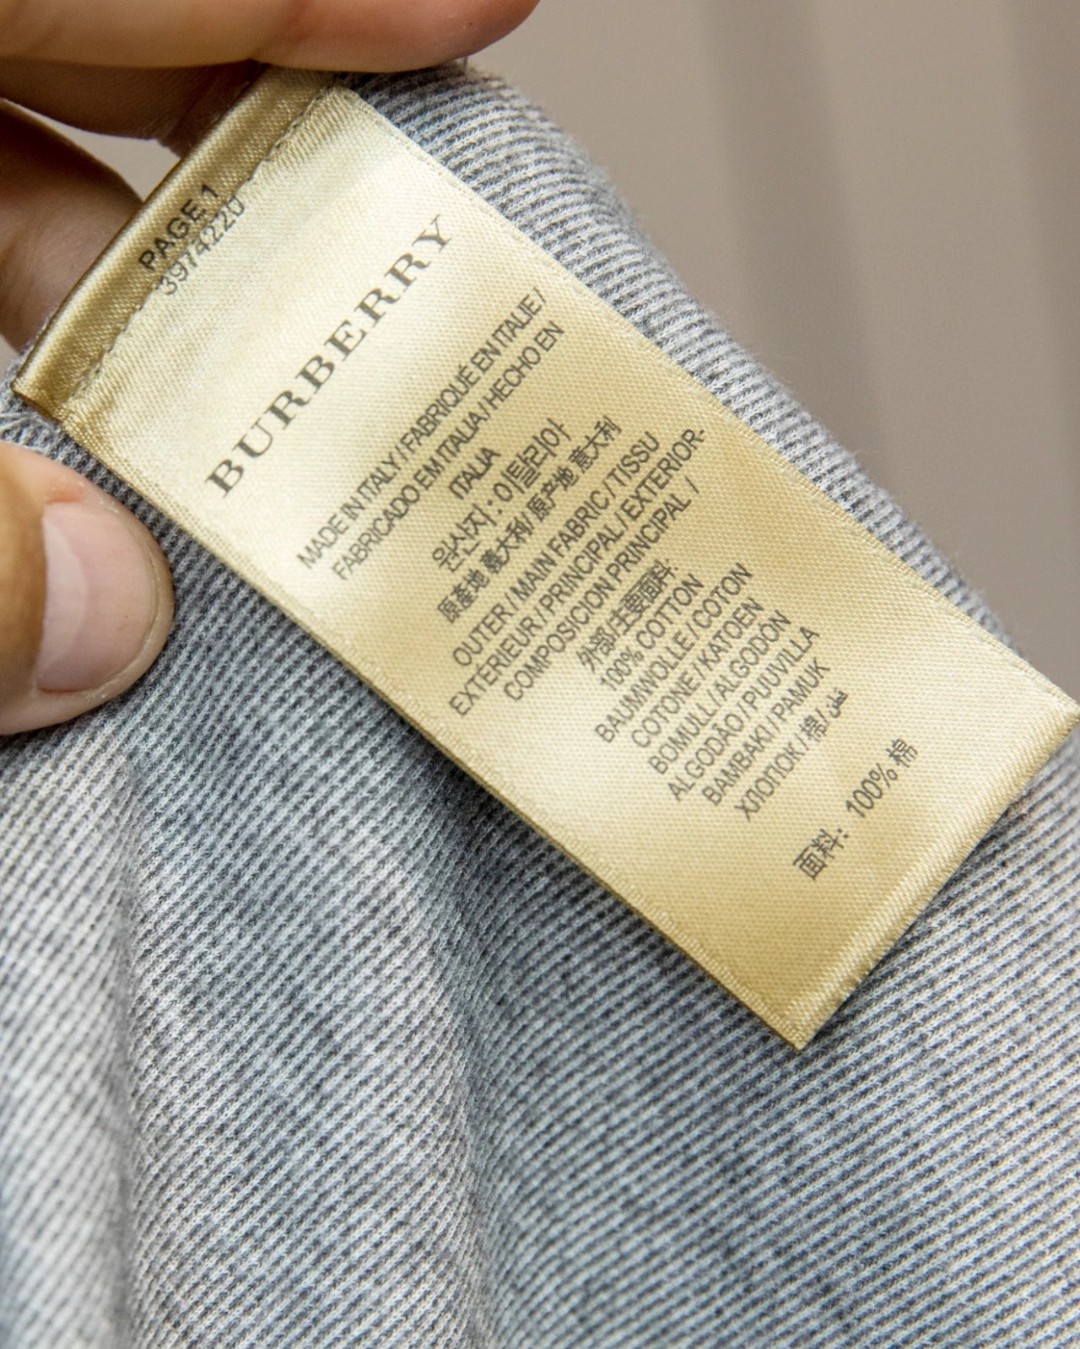 PAGE 1
3974220
BURBERRY
MADE IN ITALY / FABRIQUÉ EN ITALIE /
FABRICADO EM ITALIA / HECHO EN
ITALIA
원산지 : 이탈리아
原產地 義大利 / 原产地 意大利
OUTER / MAIN FABRIC / TISSU
EXTERIEUR / PRINCIPAL / EXTERIOR-
COMPOSICION PRINCIPAL /
外部/主要面料:
100% COTTON
BAUMWOLLE / COTON
COTONE / KATOEN
BOMULL / ALGODON
ALGODÃO / PUUVILLA
BAMBAKI / PAMUK
ХЛОПОК / 棉 / قطن
面料: 100% 棉